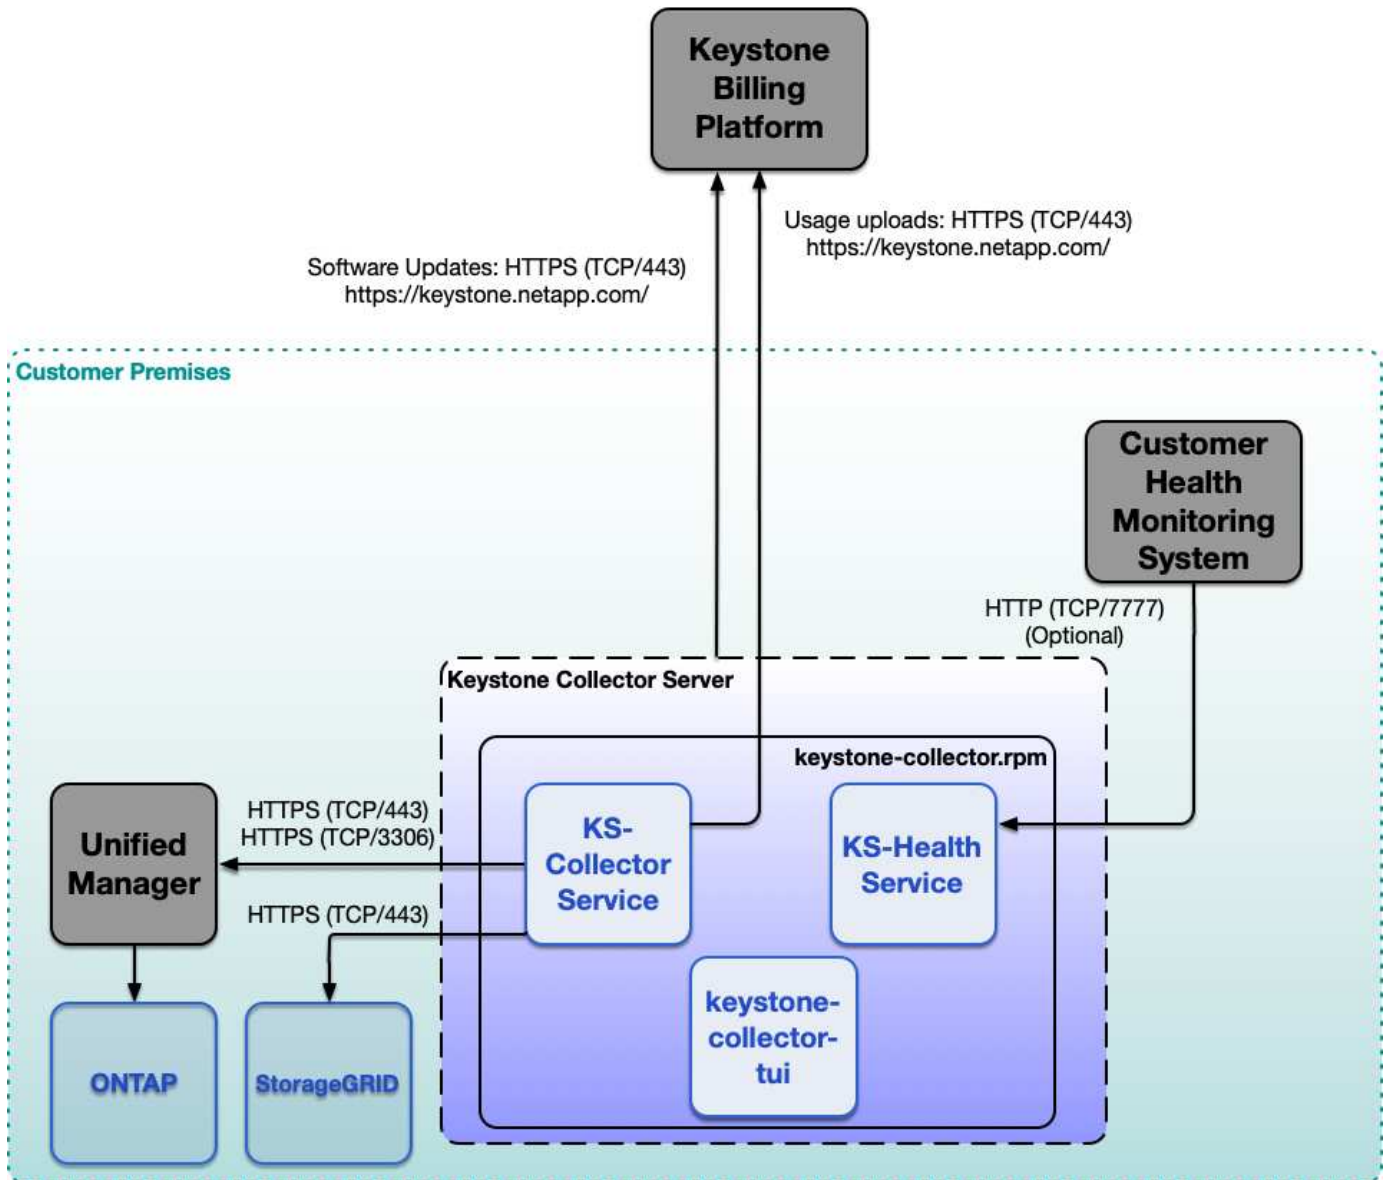 Keystone
Billing
Platform
Usage uploads: HTTPS (TCP/443)
https://keystone.netapp.com/
Software Updates: HTTPS (TCP/443)
https://keystone.netapp.com/
Customer Premises
Customer
Health
Monitoring
System
HTTP (TCP/7777)
(Optional)
Keystone Collector Server
keystone-collector.rpm
Unified
Manager
HTTPS (TCP/443)
HTTPS (TCP/3306)
HTTPS (TCP/443)
KS-
Collector
Service
KS-Health
Service
keystone-
collector-
tui
ONTAP
StorageGRID